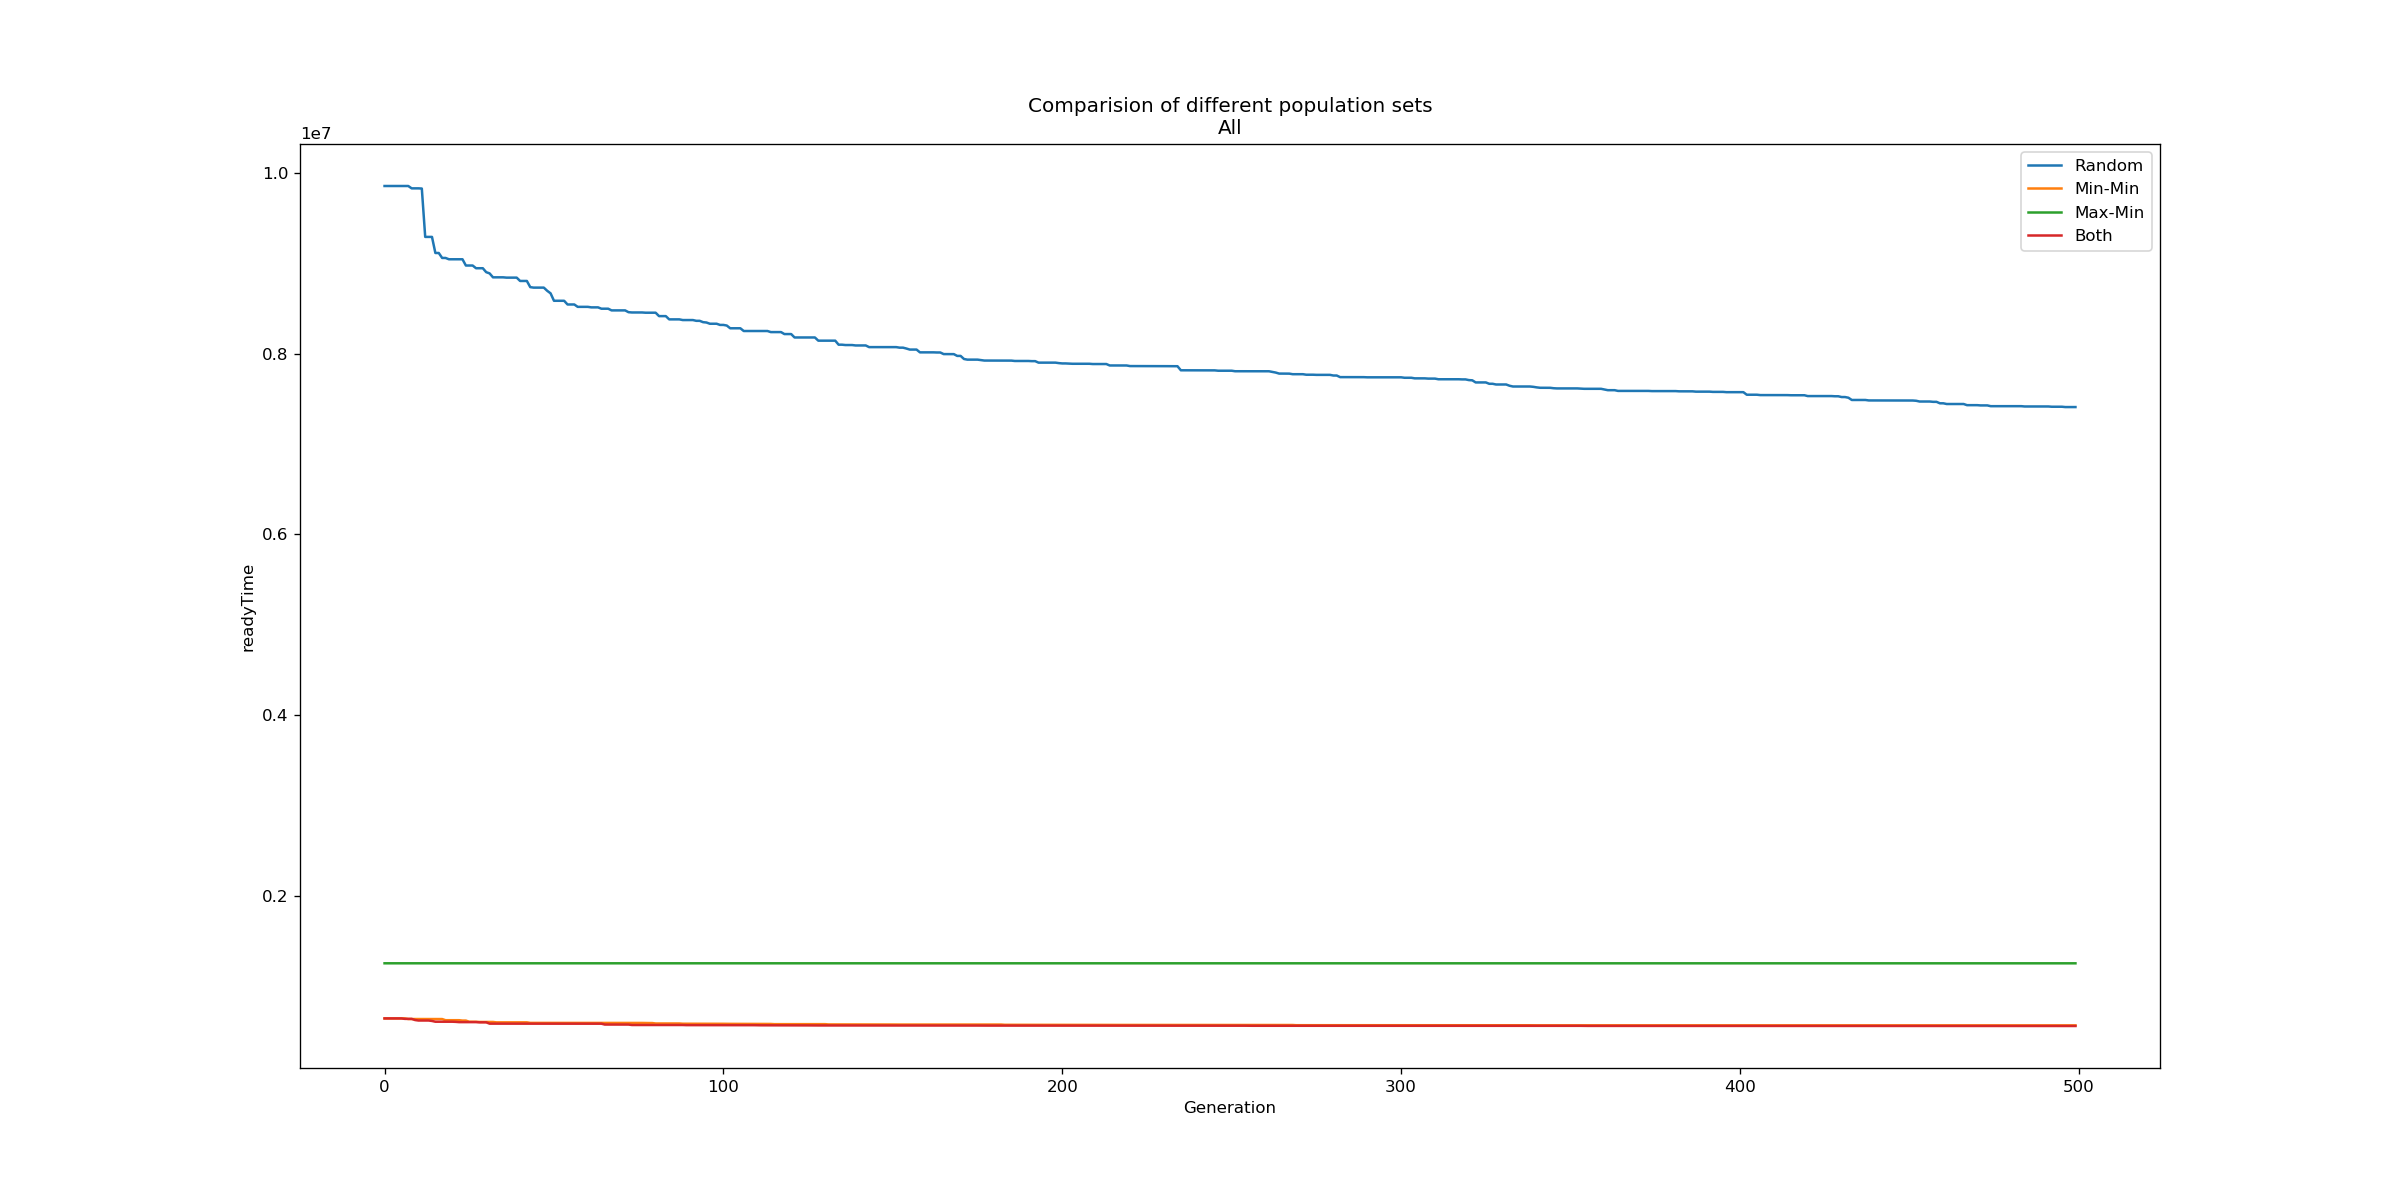 Comparision of different population sets
All
1e7
1.0
0.8
0.6
0.4
0.2
readyTime
0
100
200
300
400
500
Generation
Random
Min-Min
Max-Min
Both